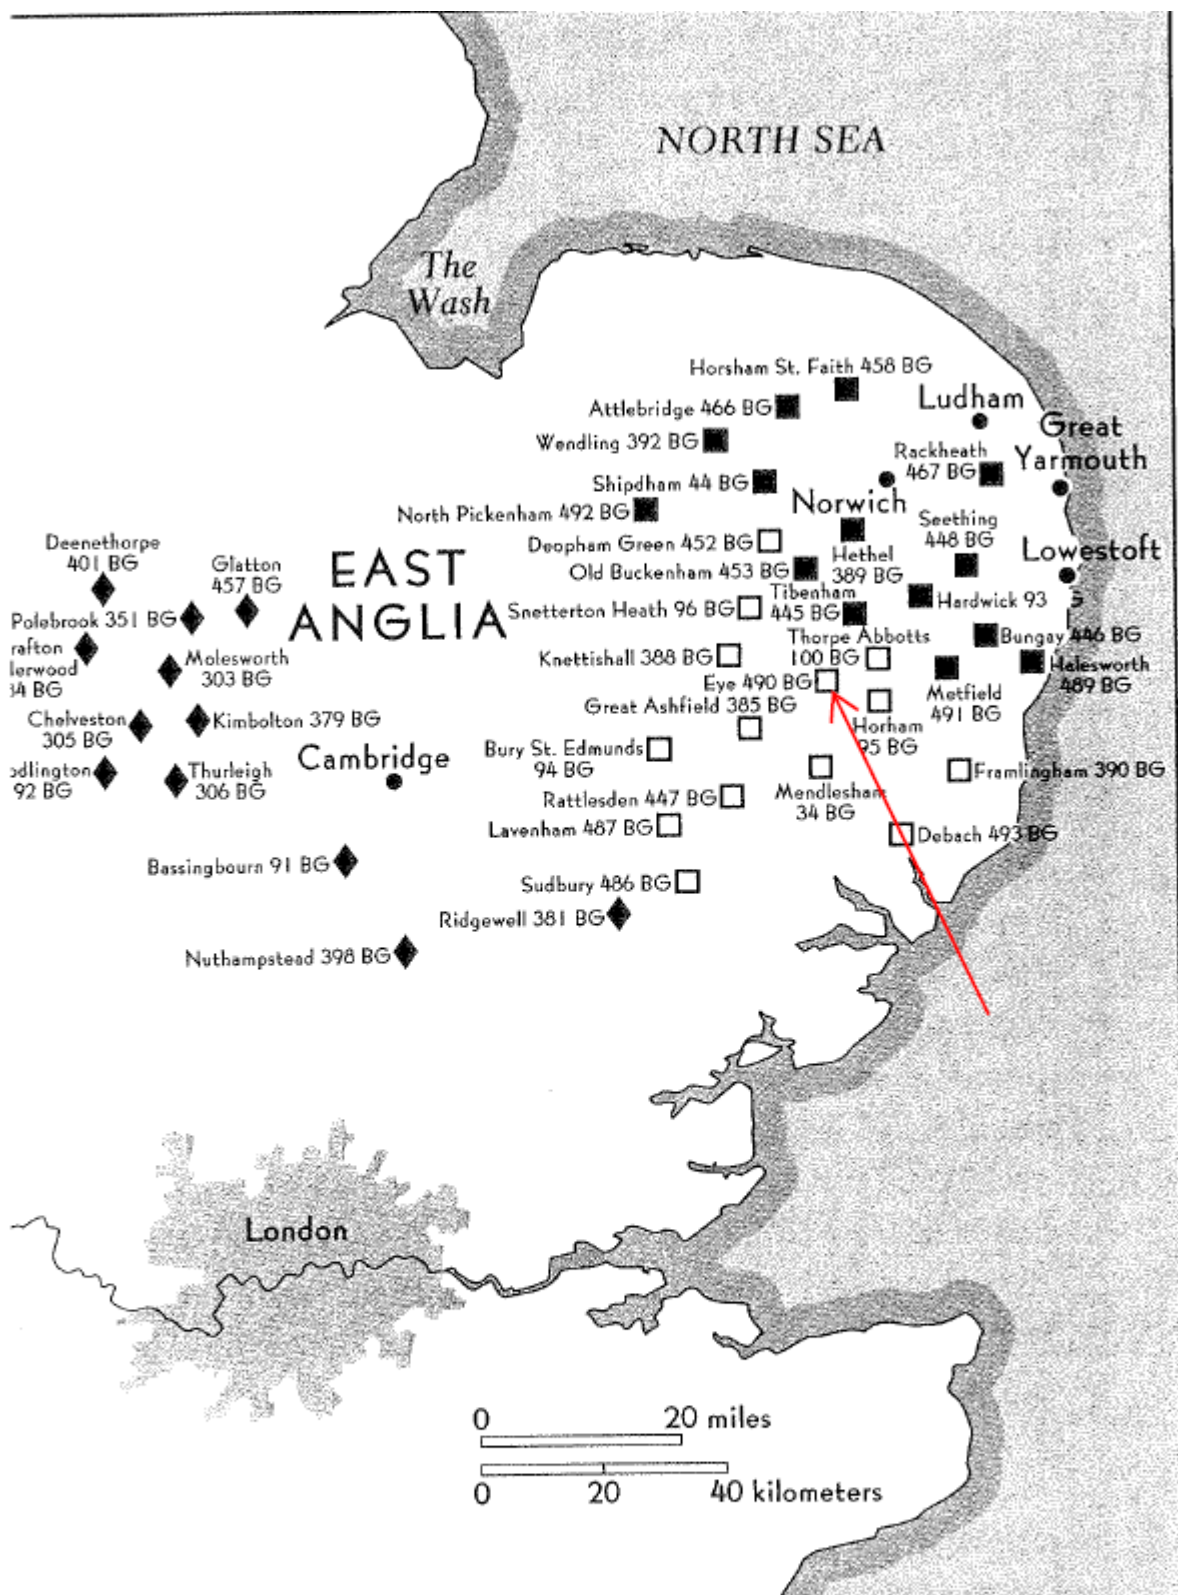 NORTH SEA
The
Wash
Horsham St. Faith 458 BG
Attlebridge 466 BG
Ludham
Great
Yarmouth
Wendling 392 BG
Rackheath
467 BG
Shipdham 44 BG
Norwich
North Pickenham 492 BG
Seething
448 BG
Deopham Green 452 BG
Hethel
389 BG
Lowestoft
Deenethorpe
401 BG
Glatton
457 BG
EAST
ANGLIA
Old Buckenham 453 BG
Tibenham
445 BG
Hardwick 93
Snetterton Heath 96 BG
Polebrook 351 BG
Thorpe Abbotts
100 BG
Bungay 446 BG
Knettishall 388 BG
Halesworth
489 BG
Molesworth
303 BG
Eye 490 BG
Metfield
491 BG
Great Ashfield 385 BG
Horham
95 BG
Chelveston
305 BG
Kimbolton 379 BG
Bury St. Edmunds
94 BG
Cambridge
Thurleigh
306 BG
Mendlesham
34 BG
Framlingham 390 BG
92 BG
Rattlesden 447 BG
Lavenham 487 BG
Debach 493 BG
Bassingbourn 91 BG
Sudbury 486 BG
Ridgewell 381 BG
Nuthampstead 398 BG
London
0 20 miles
0 20 40 kilometers